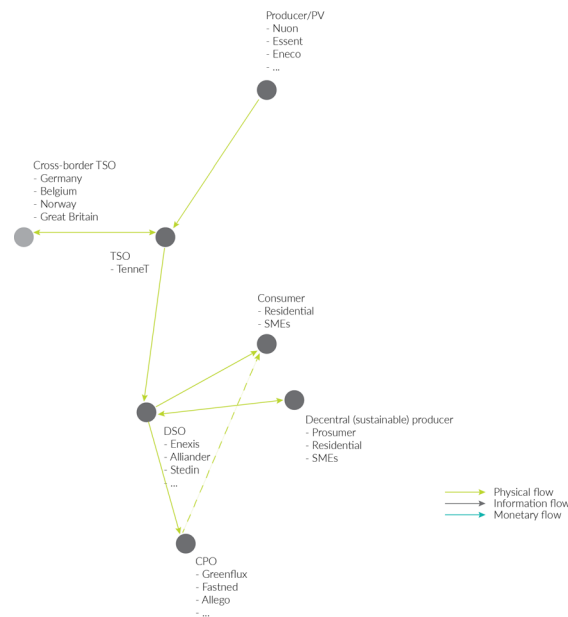 Producer/PV
- Nuon
- Essent
- Eneco
- ...
Cross-border TSO
- Germany
- Belgium
- Norway
- Great Britain
TSO
- TenneT
Consumer
- Residential
- SMEs
Decentral (sustainable) producer
- Prosumer
- Residential
- SMEs
DSO
- Enexis
- Alliander
- Stedin
- ...
Physical flow
Information flow
Monetary flow
CPO
- Greenflux
- Fastned
- Allego
- ...